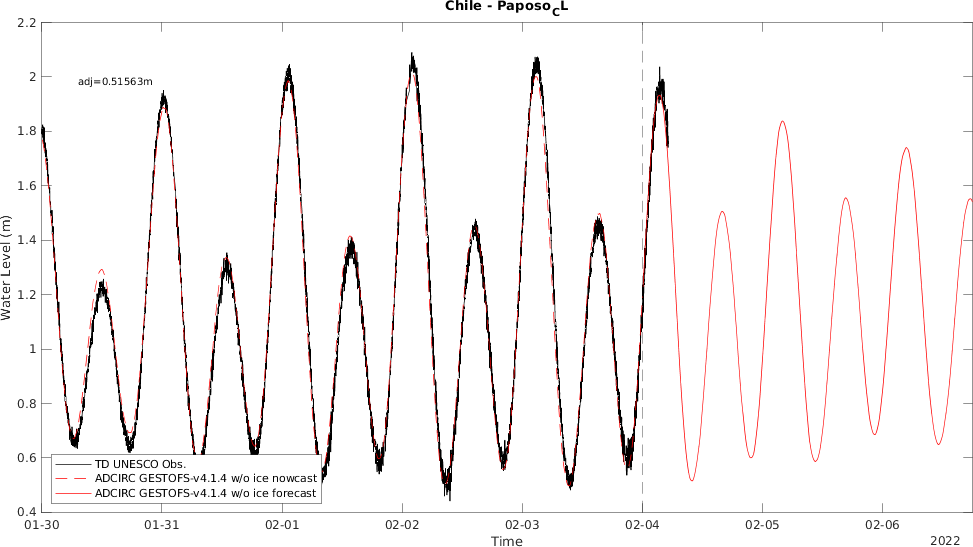 Chile - Paposo_CL
2.2
2
1.8
1.6
1.4
1.2
1
0.8
0.6
0.4
Water Level (m)
adj=0.51563m
TD UNESCO Obs.
ADCIRC GESTOFS-v4.1.4 w/o ice nowcast
ADCIRC GESTOFS-v4.1.4 w/o ice forecast
01-30 01-31 02-01 02-02 02-03 02-04 02-05 02-06
Time
2022